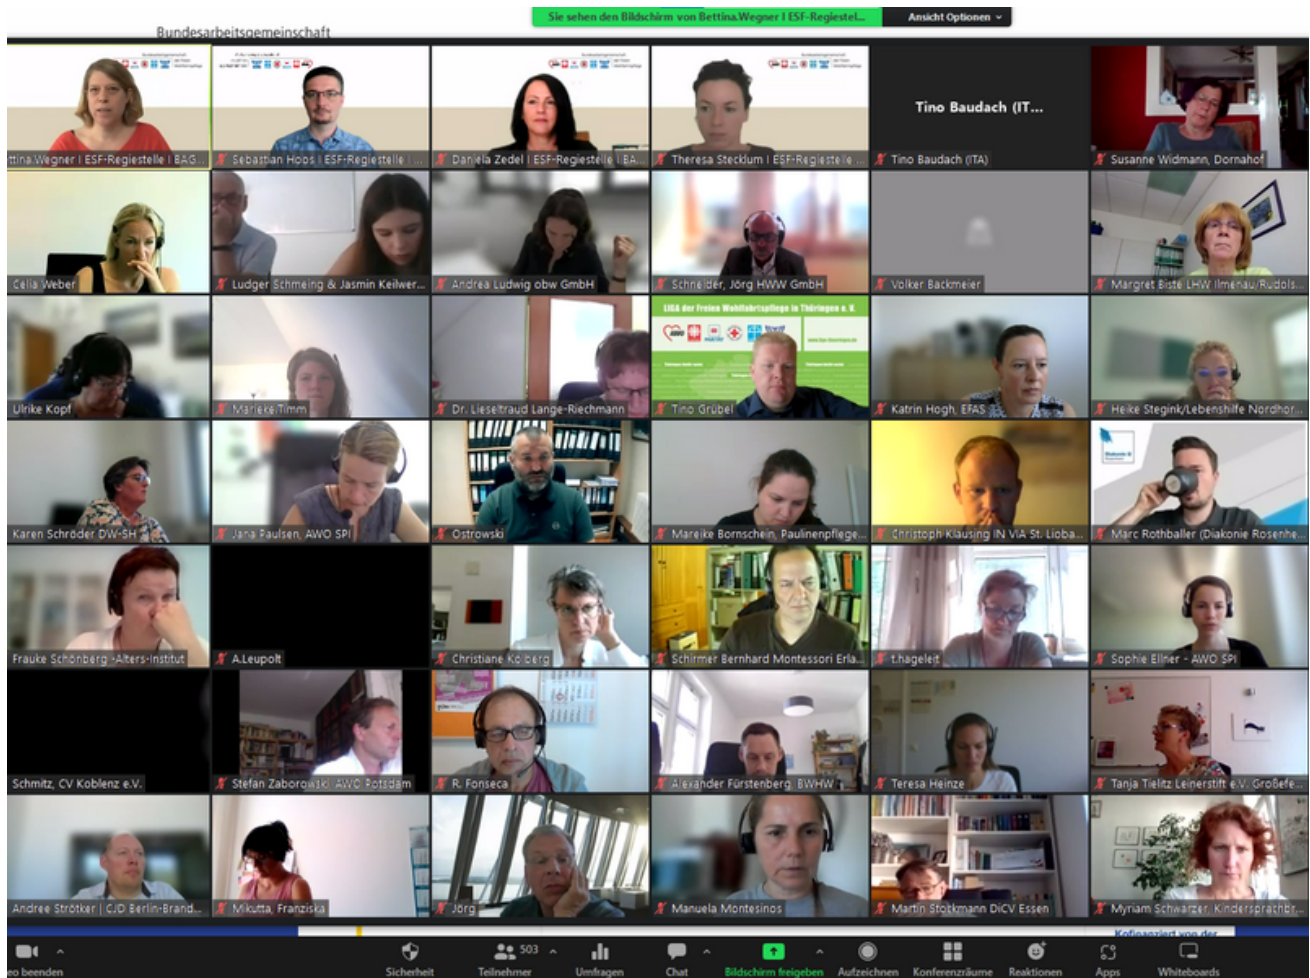 Sie sehen den Bildschirm von Bettina.Wegner I ESF-Regiestel...
Ansicht Optionen
Bundesarbeitsgemeinschaft
ttina.Wegner I ESF-Regiestelle I BAG...
Sebastian Hoos I ESF-Regiestelle I ...
Daniela Zedel I ESF-Regiestelle I BA...
Theresa Stecklum I ESF-Regiestelle ...
Tino Baudach (IT...
Tino Baudach (ITA)
Susanne Widmann, Dornahof
Celia Weber
Ludger Schmeing & Jasmin Keilwer...
Andrea Ludwig obw GmbH
Schneider, Jörg HWW GmbH
Volker Backmeier
Margret Biste LHW Ilmenau/Rudols...
LIGA der Freien Wohlfahrtspflege in Thüringen e. V.
AWO
Ulrike Kopf
Marieke Timm
Dr. Lieseltraud Lange-Riechmann
Tino Grübel
Katrin Hogh, EFAS
Heike Stegink/Lebenshilfe Nordhor...
Karen Schröder DW-SH
Jana Paulsen, AWO SPI
Ostrowski
Mareike Bornschein, Paulinenpflege...
Christoph Klausing IN VIA St. Lioba...
Marc Rothballer (Diakonie Rosenhe...
Frauke Schönberg -Alters-Institut
A.Leupolt
Christiane Kolberg
Schirmer Bernhard Montessori Erla...
t.hageleit
Sophie Ellner - AWO SPI
Schmitz, CV Koblenz e.V.
Stefan Zaborowski, AWO Potsdam
R. Fonseca
Alexander Fürstenberg, BWHW
Teresa Heinze
Tanja Tielitz Leinerstift e.V. Großefe...
Andree Strötker | CJD Berlin-Brand...
Mikutta, Franziska
Jörg
Manuela Montesinos
Martin Stockmann DiCV Essen
Myriam Schwarzer, Kindersprachbr...
Kofinanziert von der
503
eo beenden
Sicherheit
Teilnehmer
Umfragen
Chat
Bildschirm freigeben
Aufzeichnen
Konferenzräume
Reaktionen
Apps
Whiteboards